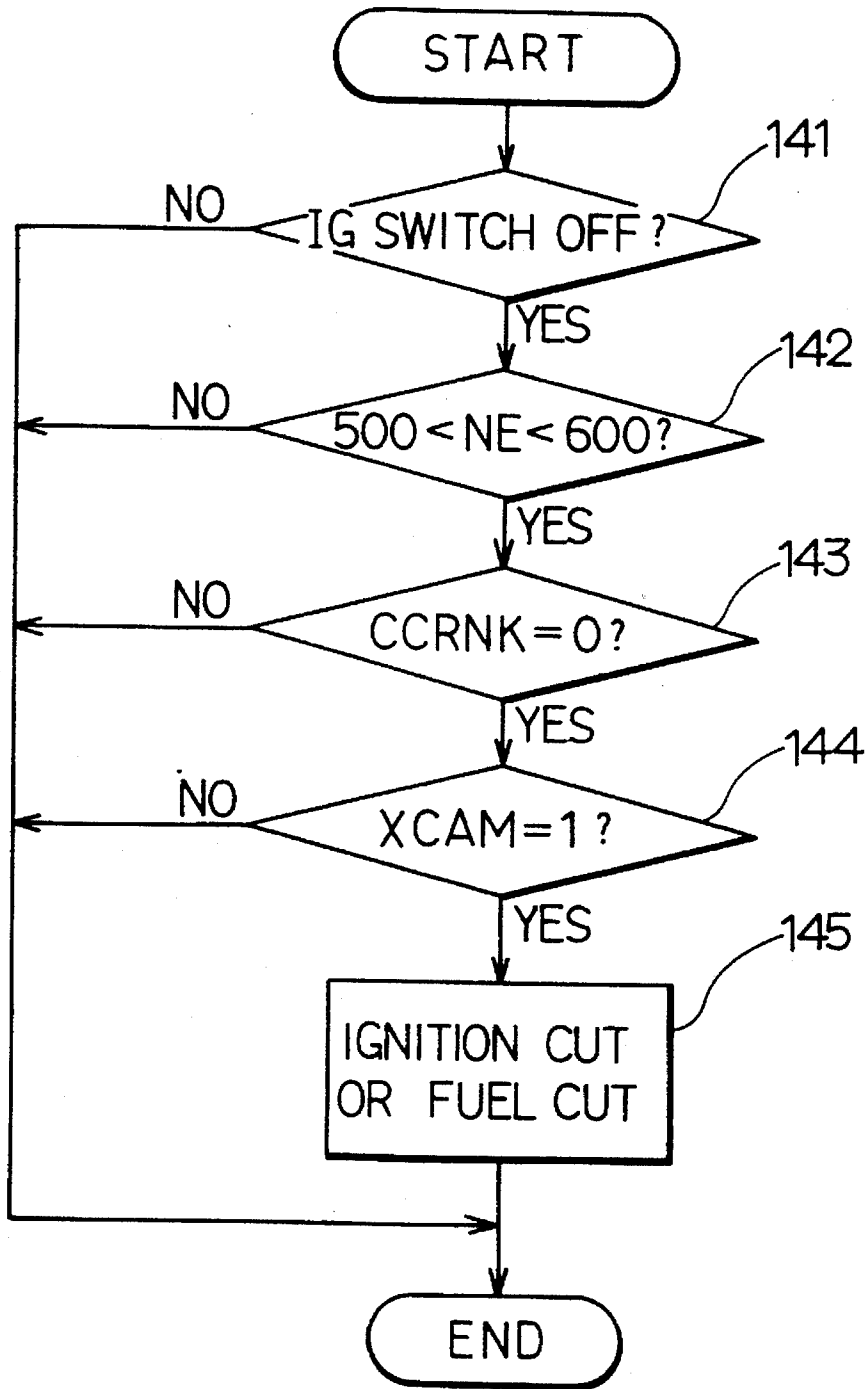 START
141
NO
IG SWITCH OFF?
YES
142
NO
500<NE<600?
YES
143
NO
CCRNK=0?
YES
144
NO
XCAM=1?
YES
145
IGNITION CUT
OR FUEL CUT
END